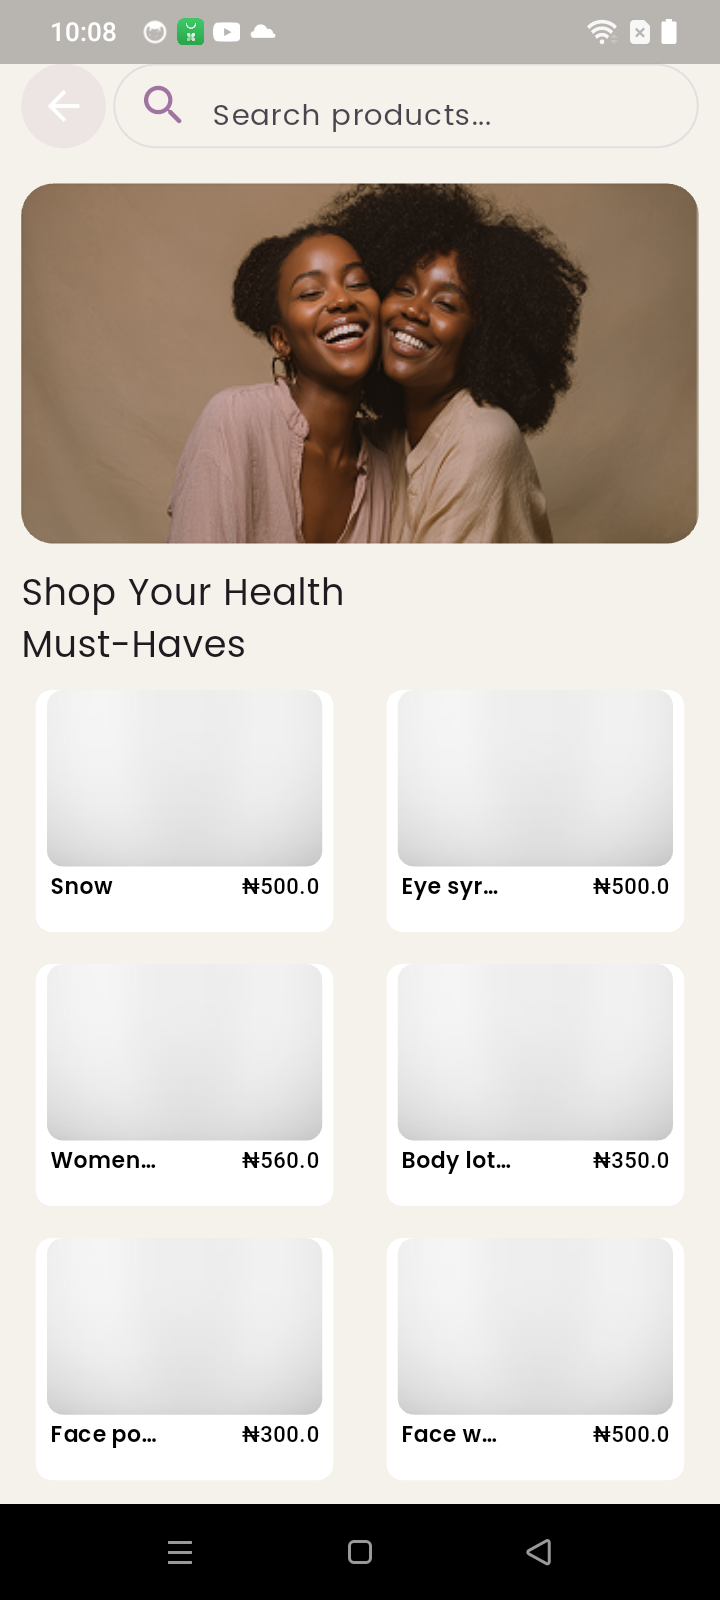 10:08
Search products...
Shop Your Health
Must-Haves
Snow ₦500.0
Eye syr... ₦500.0
Women... ₦560.0
Body lot... ₦350.0
Face po... ₦300.0
Face w... ₦500.0